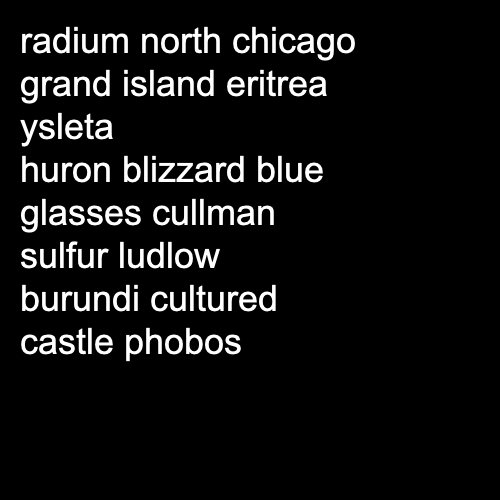 radium north chicago
grand island eritrea
ysleta
huron blizzard blue
glasses cullman
sulfur ludlow
burundi cultured
castle phobos